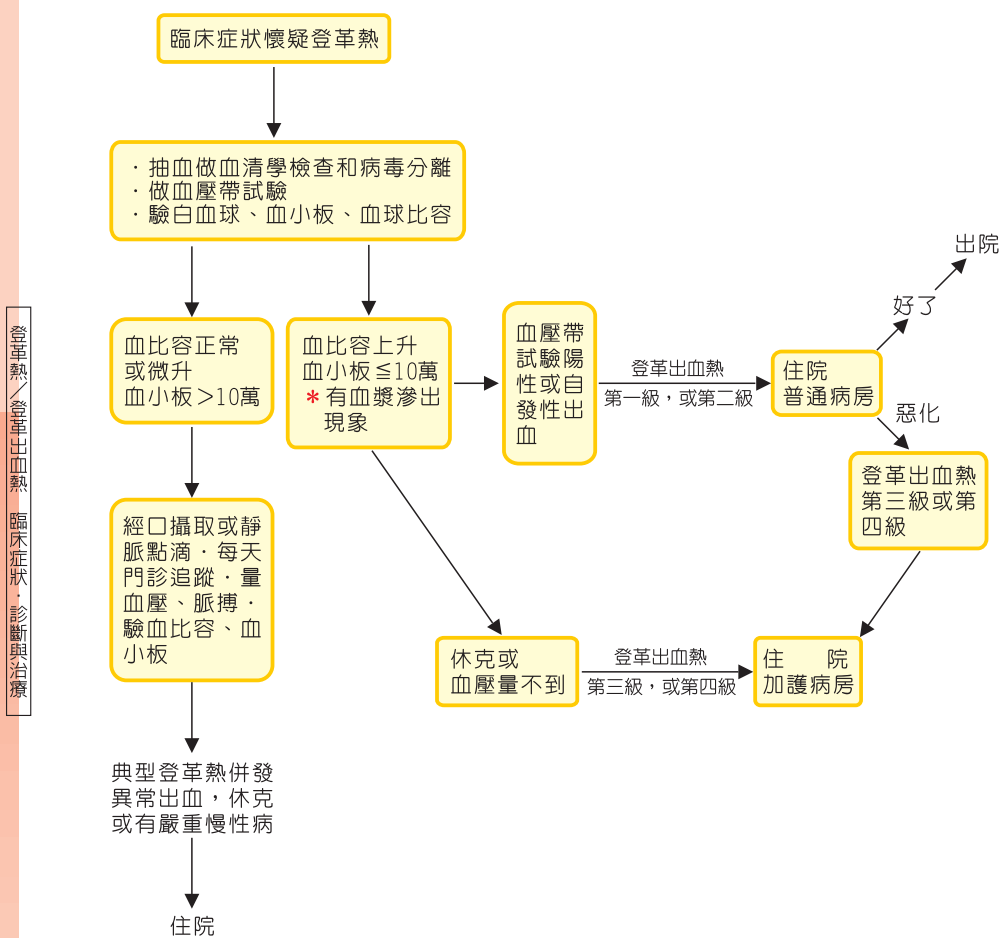 臨床症狀懷疑登革熱
·抽血做血清學檢查和病毒分離
·做血壓帶試驗
·驗白血球、血小板、血球比容
血比容正常
或微升
血小板＞10萬
血比容上升
血小板≦10萬
*有血漿滲出
現象
血壓帶
試驗陽
性或自
發性出
血
登革出血熱
第一級，或第二級
住院
普通病房
好了
出院
惡化
登革出血熱
第三級或第
四級
經口攝取或靜
脈點滴·每天
門診追蹤·量
血壓、脈搏·
驗血比容、血
小板
休克或
血壓量不到
登革出血熱
第三級，或第四級
住　院
加護病房
典型登革熱併發
異常出血，休克
或有嚴重慢性病
住院
登革熱／登革出血熱　臨床症狀·診斷與治療